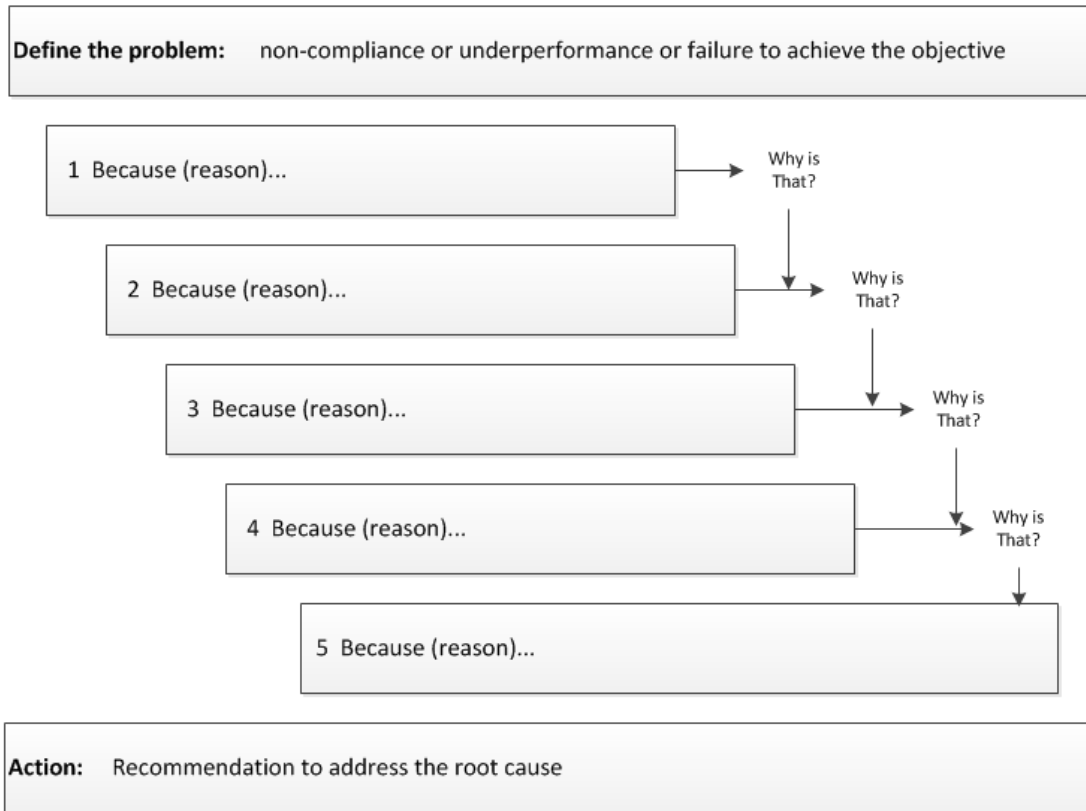 Define the problem: non-compliance or underperformance or failure to achieve the objective
1 Because (reason)...
Why is
That?
2 Because (reason)...
Why is
That?
3 Because (reason)...
Why is
That?
4 Because (reason)...
Why is
That?
5 Because (reason)...
Action: Recommendation to address the root cause